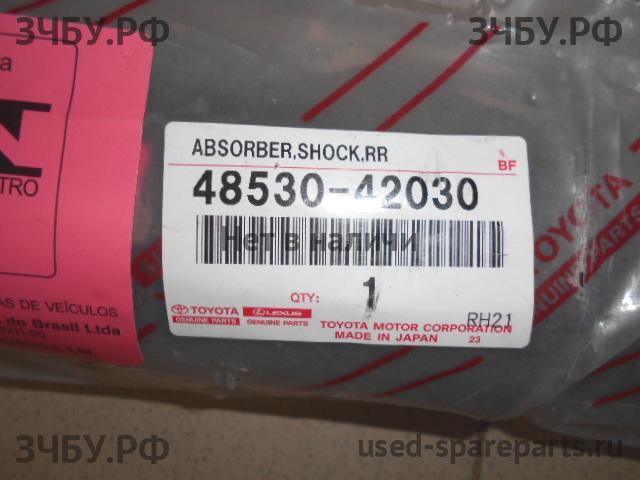 ЗЧБУ.РФ
ЗЧБУ.РФ
a
TRO
ABSORBER,SHOCK,RR
BF
48530-42030
Нет в наличии
QTY: 1
TOYOTA
GENUINE PARTS
LEXUS
GENUINE PARTS
RH21
TOYOTA MOTOR CORPORATION
MADE IN JAPAN 23
TOYOTA
GENUINE PARTS
AS DE VEÍCULOS
do Brasil Ltda
ЗЧБУ.РФ
used-spareparts.ru